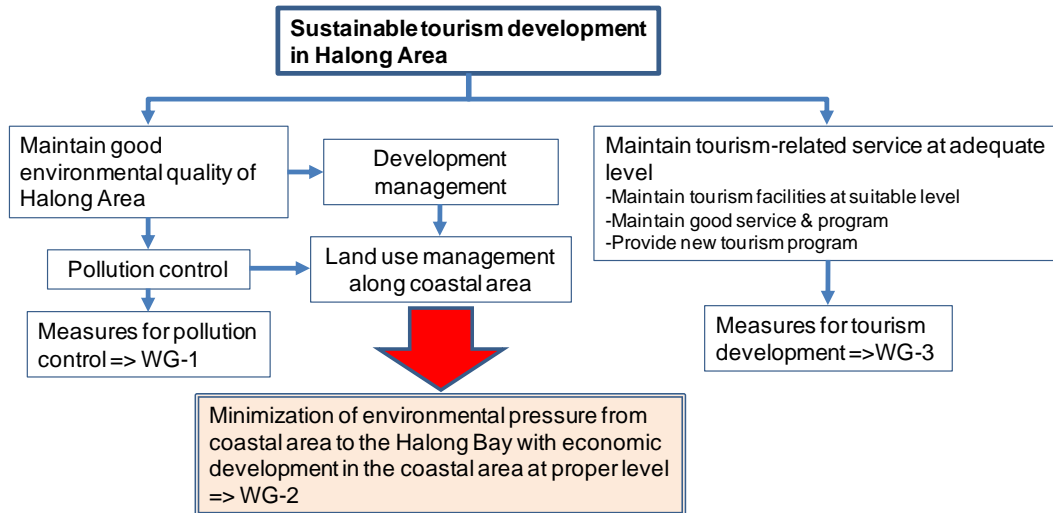 Sustainable tourism development
in Halong Area
Maintain good
environmental quality of
Halong Area
Development
management
Maintain tourism-related service at adequate
level
-Maintain tourism facilities at suitable level
-Maintain good service & program
-Provide new tourism program
Pollution control
Land use management
along coastal area
Measures for pollution
control => WG-1
Measures for tourism
development =>WG-3
Minimization of environmental pressure from
coastal area to the Halong Bay with economic
development in the coastal area at proper level
=> WG-2